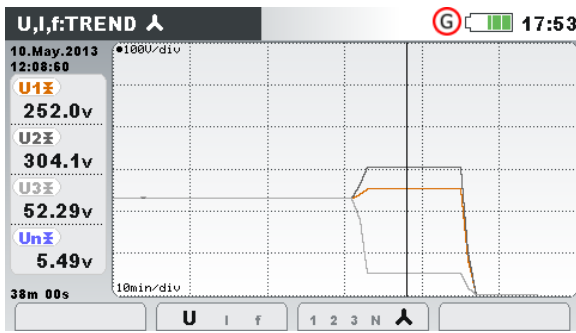 U,I,f:TREND
G
17:53
10.May.2013
12:08:60
●100V/div
U1
252.0v
U2
304.1v
U3
52.29v
Un
5.49v
38m 00s
10min/div
U I f
1 2 3 N